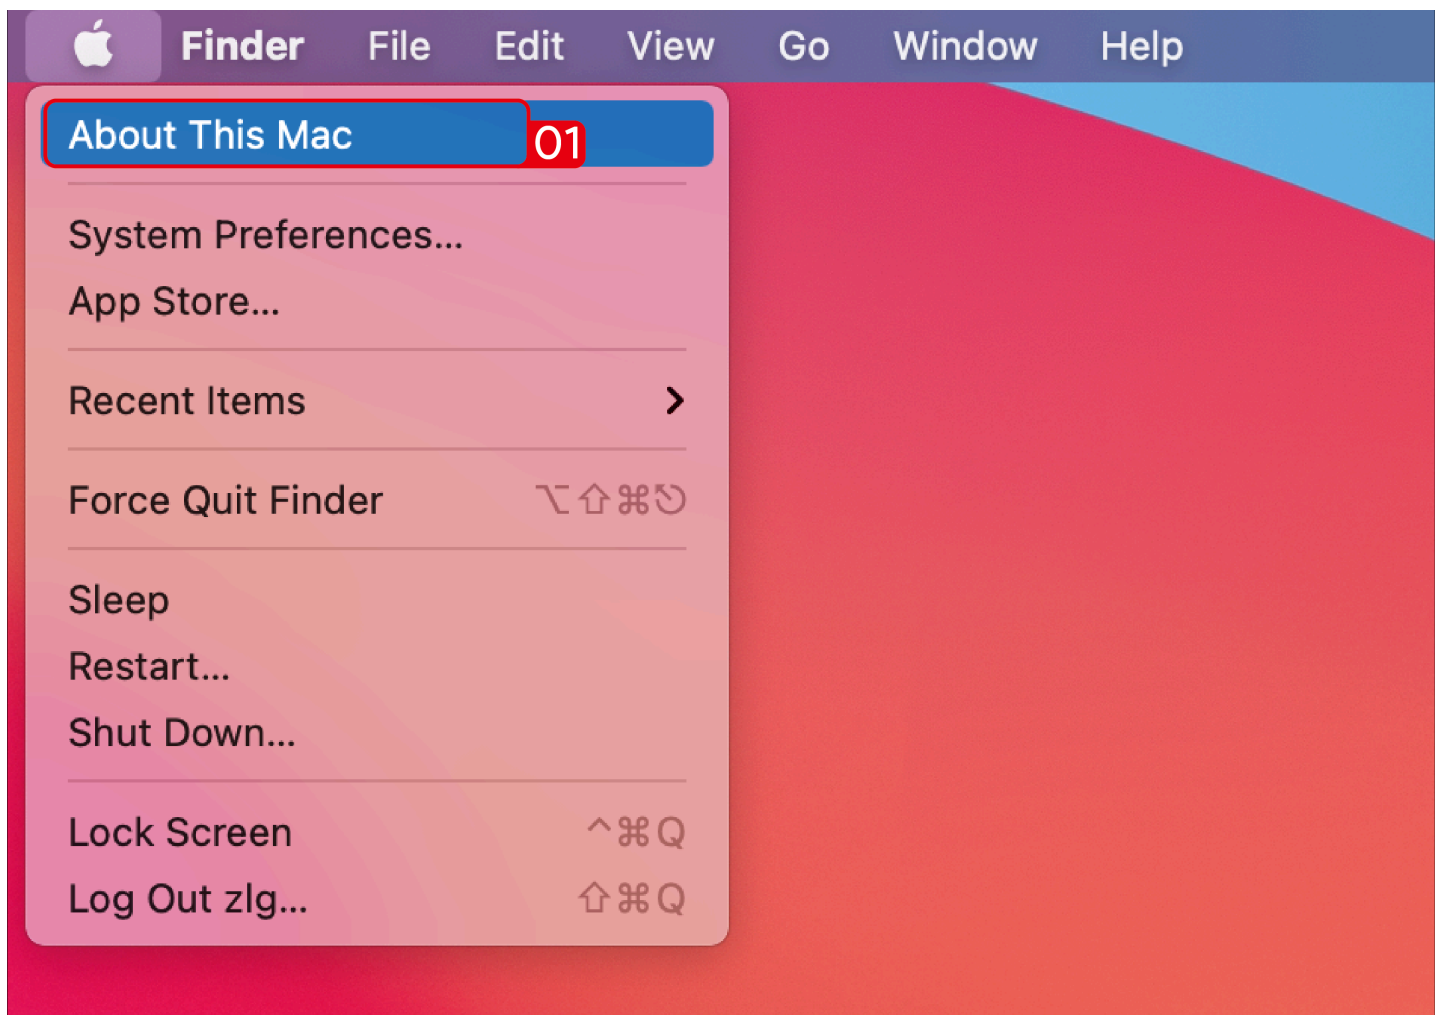 Finder File Edit View Go Window Help
About This Mac 01
System Preferences...
App Store...
Recent Items
Force Quit Finder ⌥⇧⌘⎋
Sleep
Restart...
Shut Down...
Lock Screen ^⌘Q
Log Out zlg... ⇧⌘Q